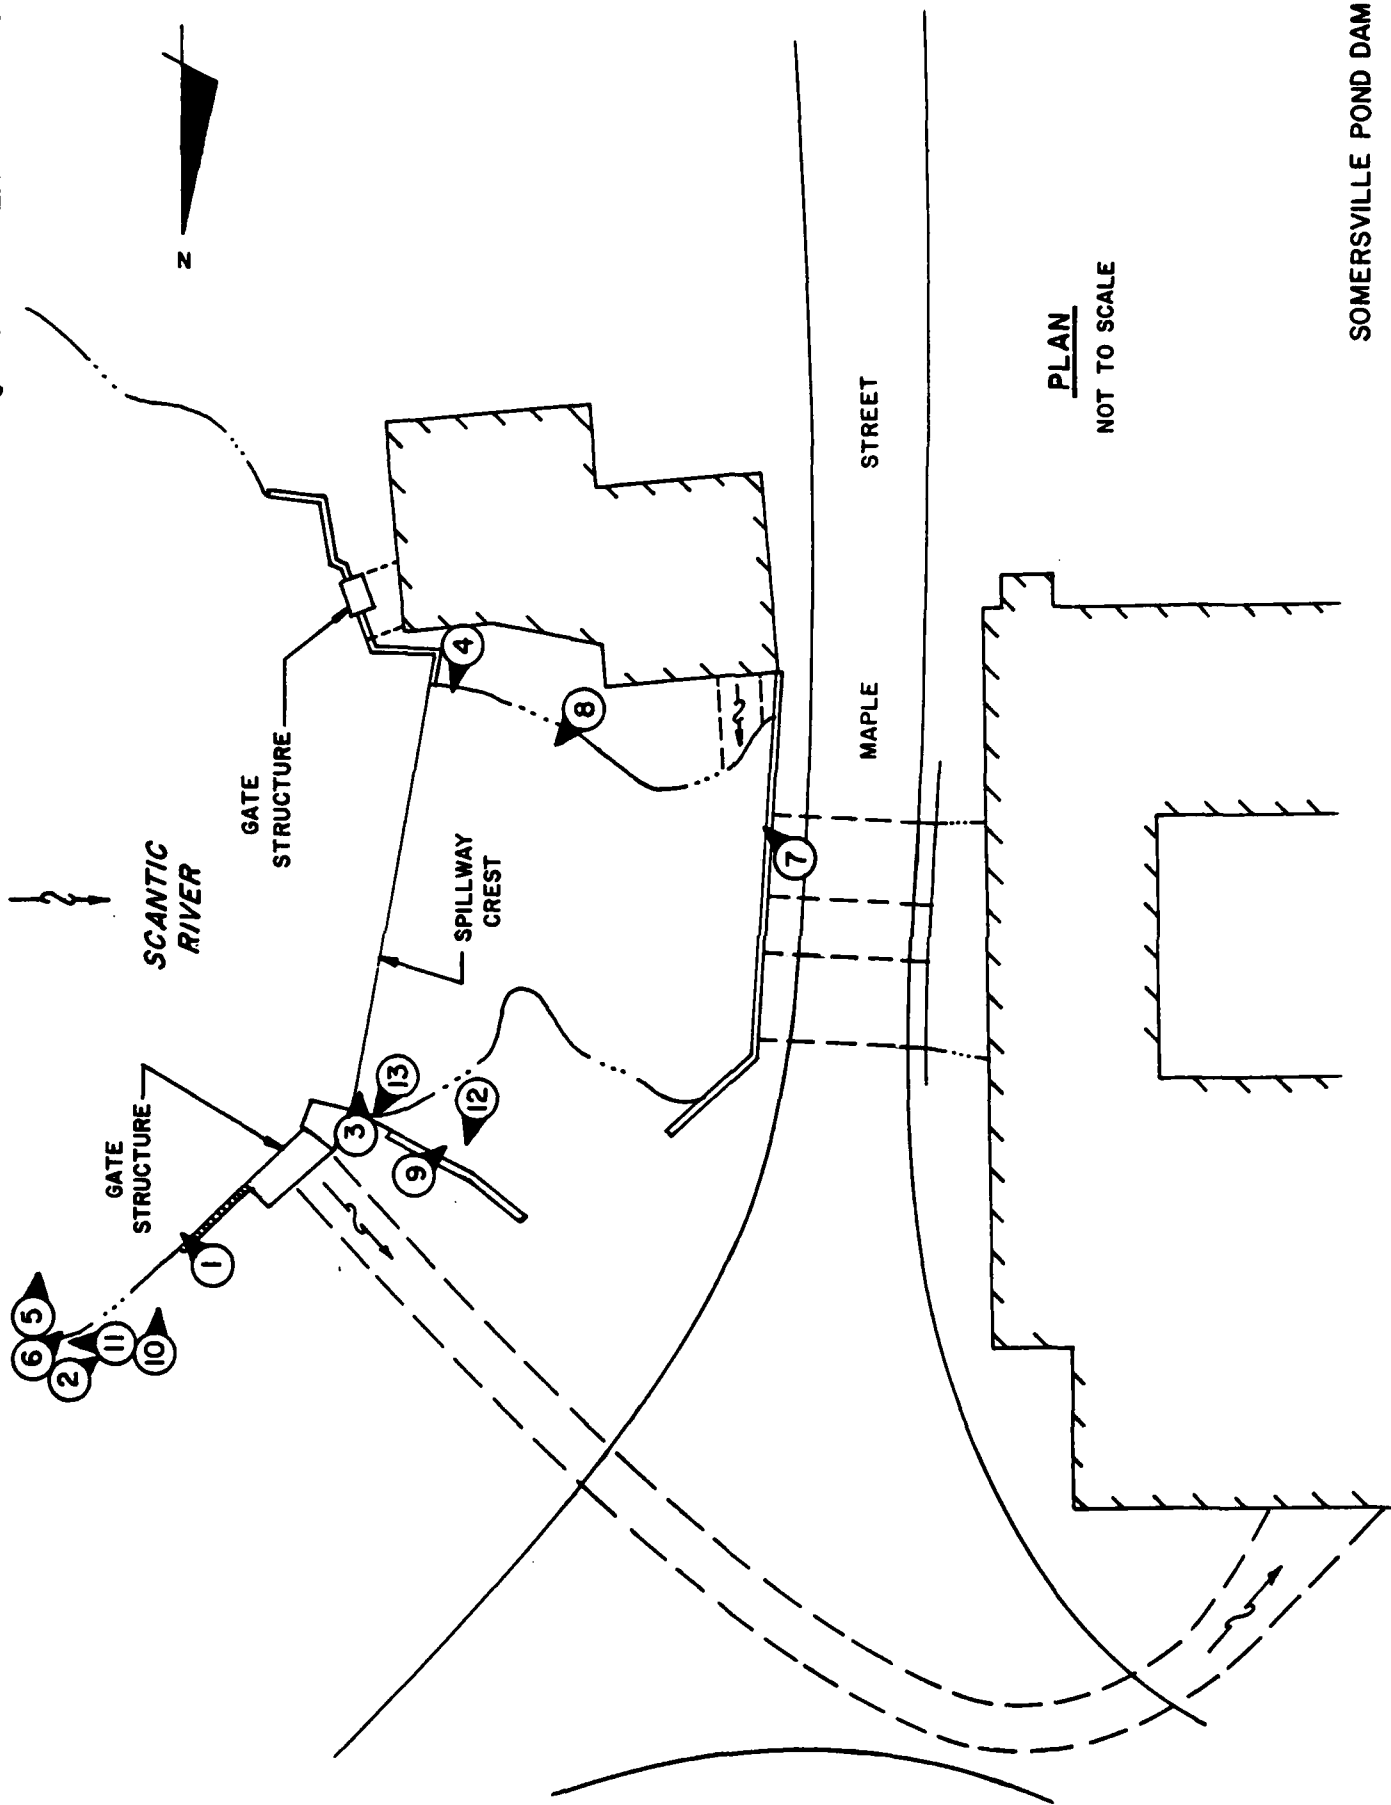 N
SCANTIC
RIVER
GATE
STRUCTURE
GATE
STRUCTURE
SPILLWAY
CREST
1
2
3
4
5
6
7
8
9
10
11
12
13
MAPLE STREET
PLAN
NOT TO SCALE
SOMERSVILLE POND DAM